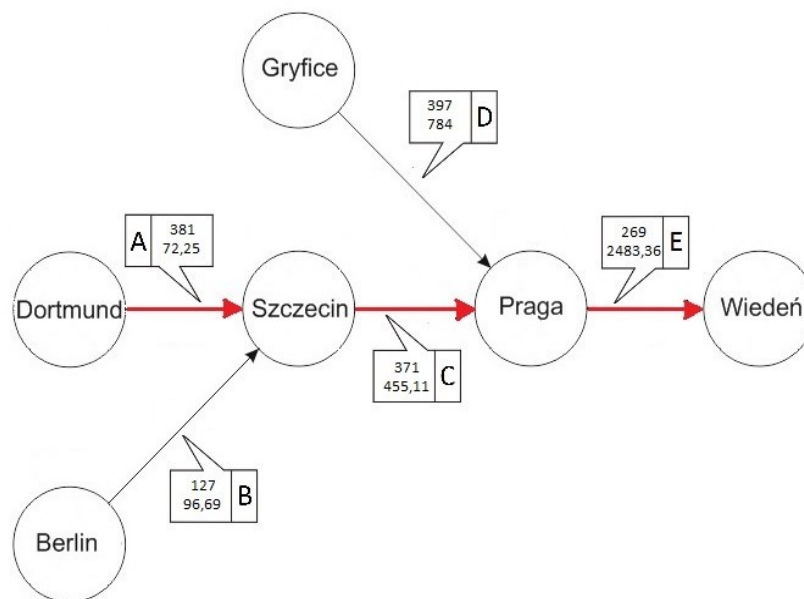 Gryfice
397
784
D
A
381
72,25
269
2483,36
E
Dortmund
Szczecin
Praga
Wiedeń
371
455,11
C
127
96,69
B
Berlin